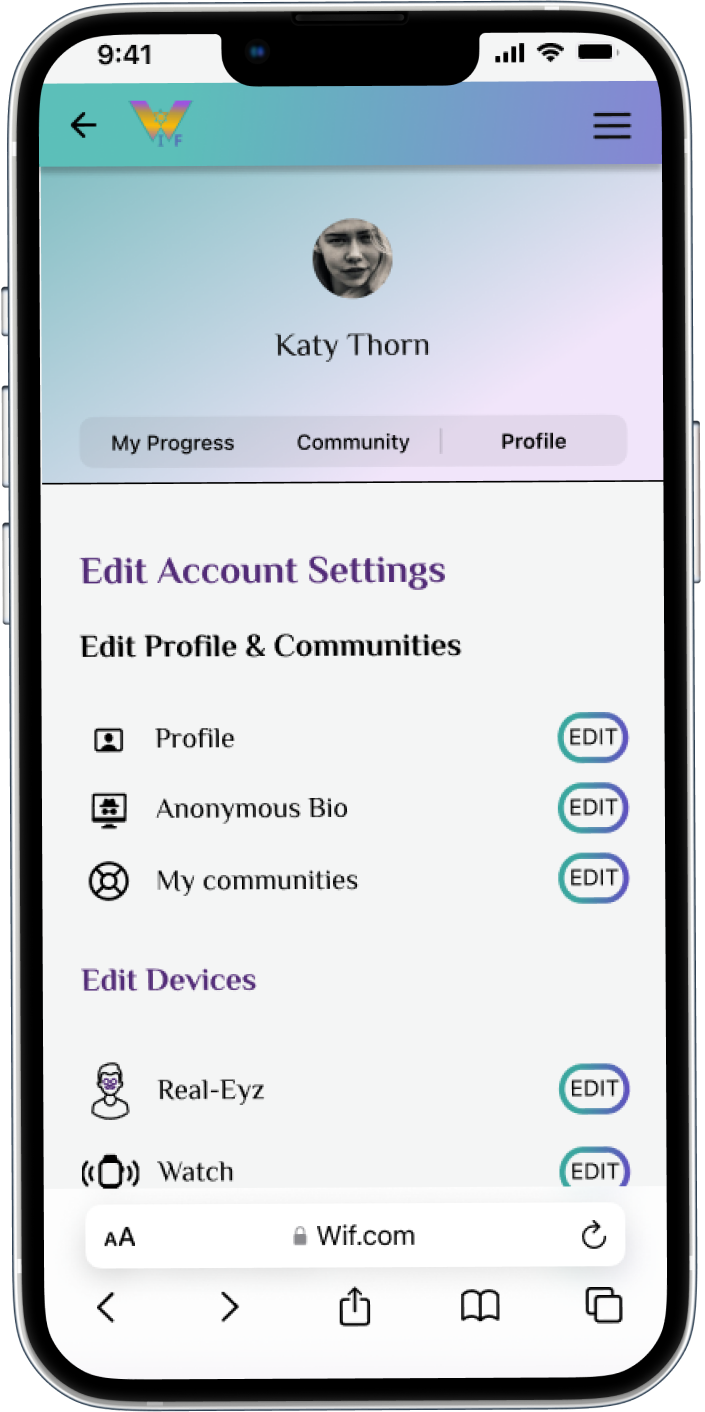 9:41
W
I F
Katy Thorn
My Progress Community Profile
Edit Account Settings
Edit Profile & Communities
Profile EDIT
Anonymous Bio EDIT
My communities EDIT
Edit Devices
Real-Eyz EDIT
Watch EDIT
AA Wif.com